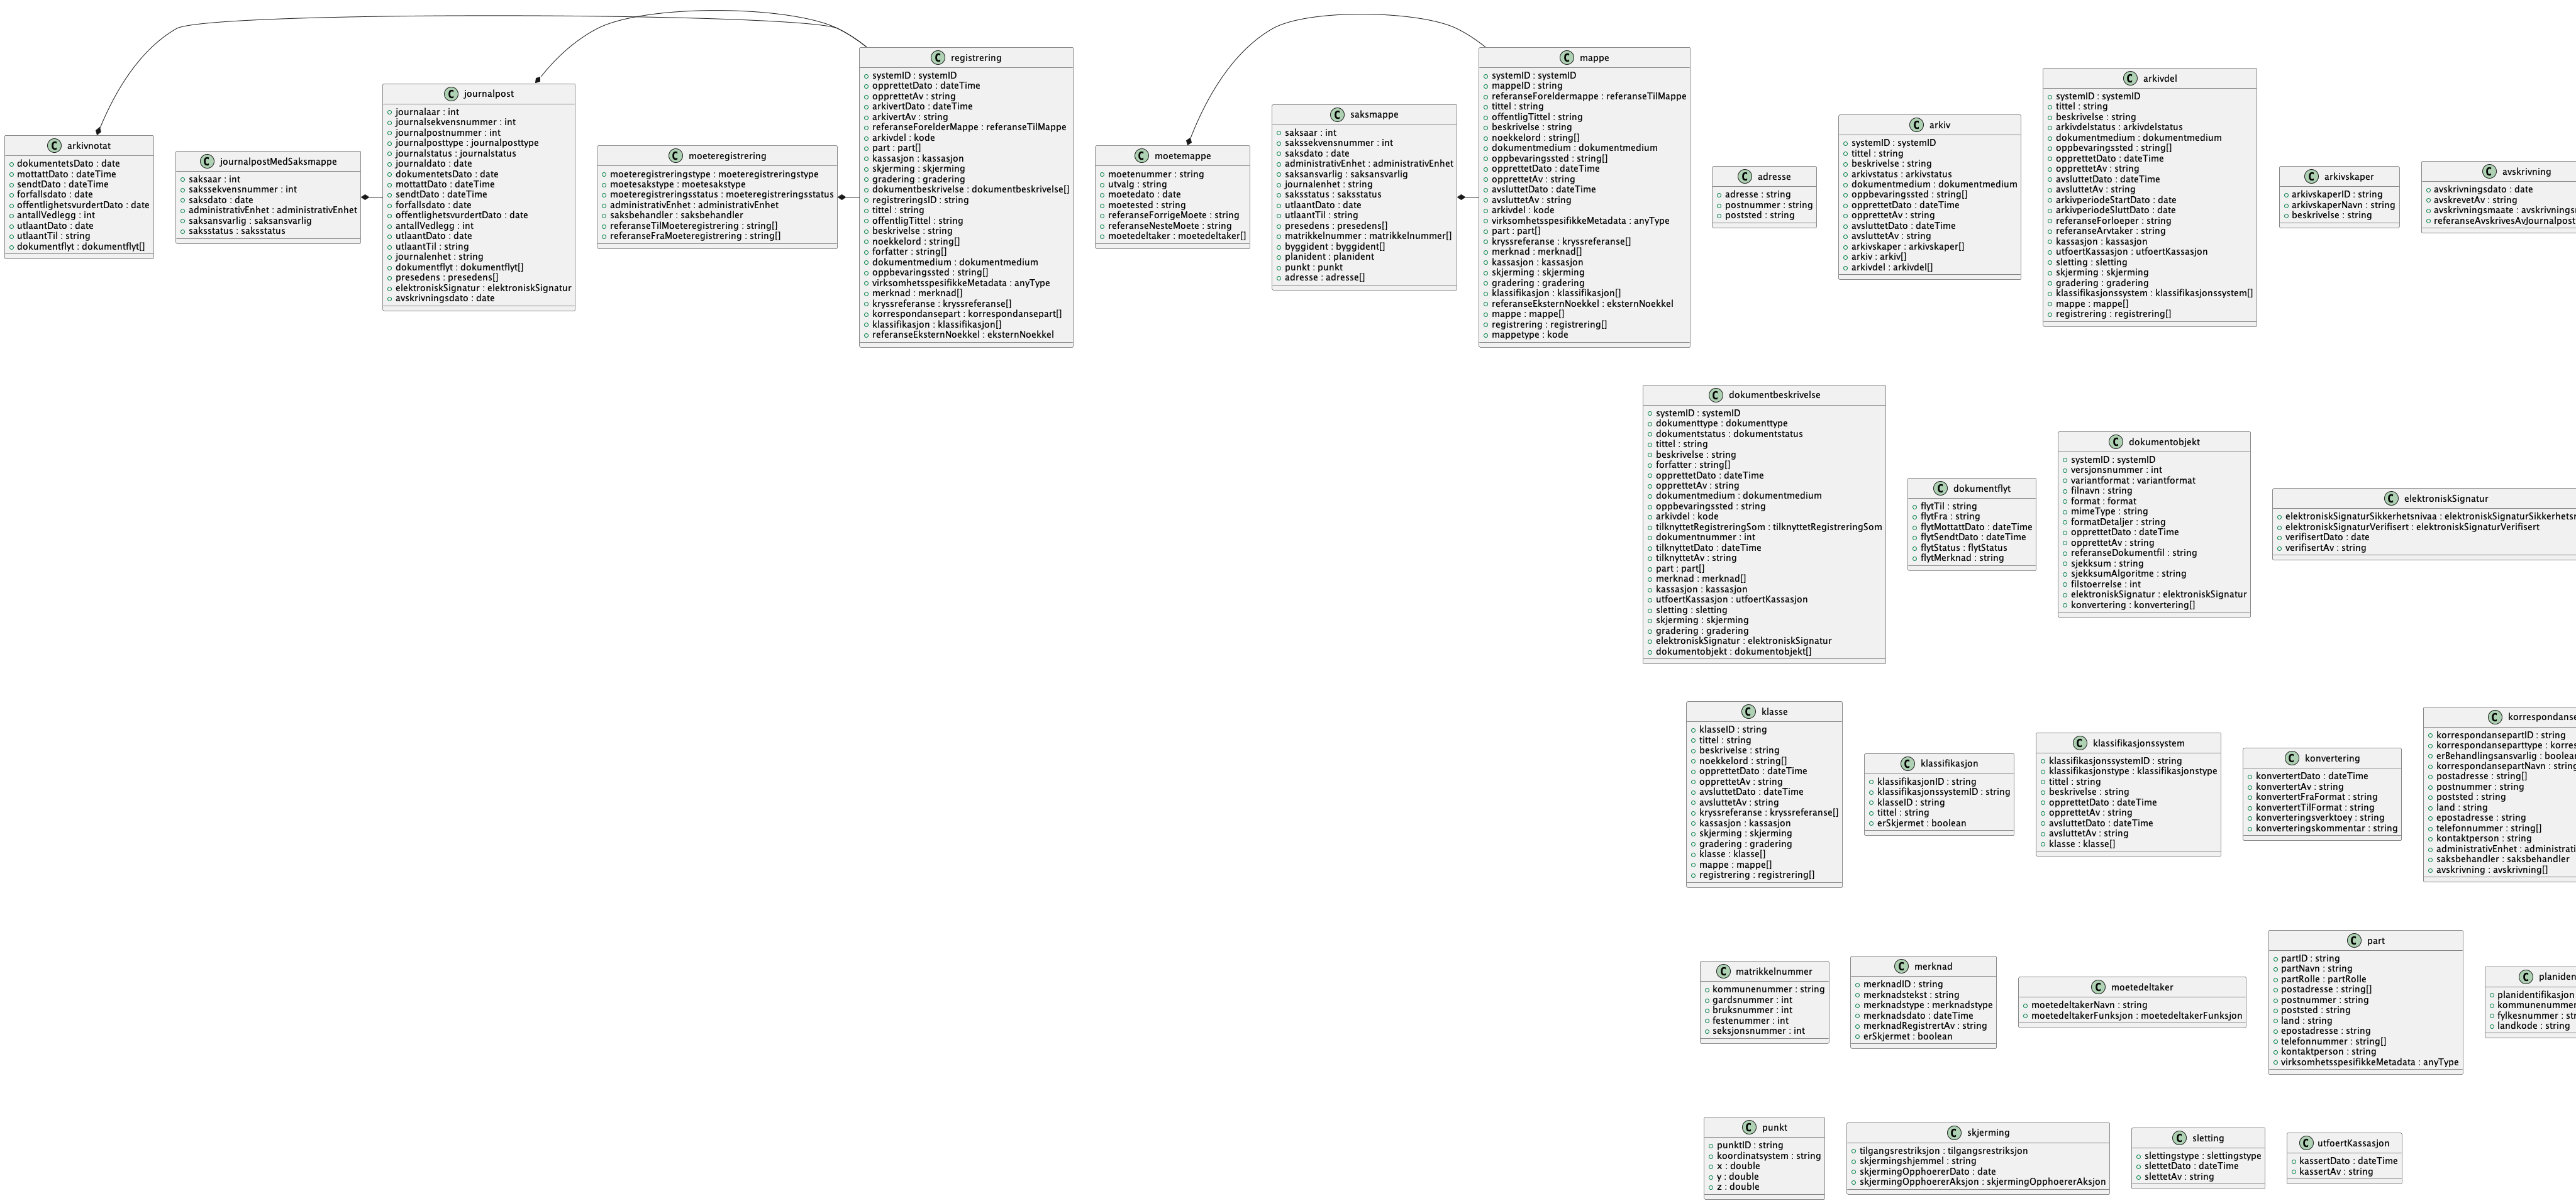 C arkivnotat
dokumentetsDato : date
mottattDato : dateTime
sendtDato : dateTime
forfallsdato : date
offentlighetsvurdertDato : date
antallVedlegg : int
utlaantDato : date
utlaantTil : string
dokumentflyt : dokumentflyt[]
C journalpostMedSaksmappe
saksaar : int
sakssekvensnummer : int
saksdato : date
administrativEnhet : administrativEnhet
saksansvarlig : saksansvarlig
saksstatus : saksstatus
C journalpost
journalaar : int
journalsekvensnummer : int
journalpostnummer : int
journalposttype : journalposttype
journalstatus : journalstatus
journaldato : date
dokumentetsDato : date
mottattDato : dateTime
sendtDato : dateTime
forfallsdato : date
offentlighetsvurdertDato : date
antallVedlegg : int
utlaantDato : date
utlaantTil : string
journalenhet : string
dokumentflyt : dokumentflyt[]
presedens : presedens[]
elektroniskSignatur : elektroniskSignatur
avskrivningsdato : date
C moeteregistrering
moeteregistreringstype : moeteregistreringstype
moetesakstype : moetesakstype
moeteregistreringsstatus : moeteregistreringsstatus
administrativEnhet : administrativEnhet
saksbehandler : saksbehandler
referanseTilMoeteregistrering : string[]
referanseFraMoeteregistrering : string[]
C registrering
systemID : systemID
opprettetDato : dateTime
opprettetAv : string
arkivertDato : dateTime
arkivertAv : string
referanseForelderMappe : referanseTilMappe
arkivdel : kode
part : part[]
kassasjon : kassasjon
skjerming : skjerming
gradering : gradering
dokumentbeskrivelse : dokumentbeskrivelse[]
registreringsID : string
tittel : string
offentligTittel : string
beskrivelse : string
noekkelord : string[]
forfatter : string[]
dokumentmedium : dokumentmedium
oppbevaringssted : string[]
virksomhetsspesifikkeMetadata : anyType
merknad : merknad[]
kryssreferanse : kryssreferanse[]
korrespondansepart : korrespondansepart[]
klassifikasjon : klassifikasjon[]
referanseEksternNoekkel : eksternNoekkel
C moetemappe
moetenummer : string
utvalg : string
moetedato : date
moetested : string
referanseForrigeMoete : string
referanseNesteMoete : string
moetedeltaker : moetedeltaker[]
C saksmappe
saksaar : int
sakssekvensnummer : int
saksdato : date
administrativEnhet : administrativEnhet
saksansvarlig : saksansvarlig
journalenhet : string
saksstatus : saksstatus
utlaantDato : date
utlaantTil : string
presedens : presedens[]
matrikkelnummer : matrikkelnummer[]
byggident : byggident[]
planident : planident
punkt : punkt
adresse : adresse[]
C mappe
systemID : systemID
mappeID : string
referanseForeldermappe : referanseTilMappe
tittel : string
offentligTittel : string
beskrivelse : string
noekkelord : string[]
dokumentmedium : dokumentmedium
oppbevaringssted : string[]
opprettetDato : dateTime
opprettetAv : string
avsluttetDato : dateTime
avsluttetAv : string
arkivdel : kode
virksomhetsspesifikkeMetadata : anyType
part : part[]
kryssreferanse : kryssreferanse[]
merknad : merknad[]
kassasjon : kassasjon
skjerming : skjerming
gradering : gradering
klassifikasjon : klassifikasjon[]
referanseEksternNoekkel : eksternNoekkel
mappe : mappe[]
registrering : registrering[]
mappetype : kode
C adresse
adresse : string
postnummer : string
poststed : string
C arkiv
systemID : systemID
tittel : string
beskrivelse : string
arkivstatus : arkivstatus
dokumentmedium : dokumentmedium
oppbevaringssted : string[]
opprettetDato : dateTime
opprettetAv : string
avsluttetDato : dateTime
avsluttetAv : string
arkivskaper : arkivskaper[]
arkiv : arkiv[]
arkivdel : arkivdel[]
C arkivdel
systemID : systemID
tittel : string
beskrivelse : string
arkivdelstatus : arkivdelstatus
dokumentmedium : dokumentmedium
oppbevaringssted : string[]
opprettetDato : dateTime
opprettetAv : string
avsluttetDato : dateTime
avsluttetAv : string
arkivperiodeStartDato : date
arkivperiodeSluttDato : date
referanseForloeper : string
referanseArvtaker : string
kassasjon : kassasjon
utfoertKassasjon : utfoertKassasjon
sletting : sletting
skjerming : skjerming
gradering : gradering
klassifikasjonssystem : klassifikasjonssystem[]
mappe : mappe[]
registrering : registrering[]
C arkivskaper
arkivskaperID : string
arkivskaperNavn : string
beskrivelse : string
C avskrivning
avskrivningsdato : date
avskrevetAv : string
avskrivningsmaate : avskrivnings
referanseAvskrivesAvJournalpost
C dokumentbeskrivelse
systemID : systemID
dokumenttype : dokumenttype
dokumentstatus : dokumentstatus
tittel : string
beskrivelse : string
forfatter : string[]
opprettetDato : dateTime
opprettetAv : string
dokumentmedium : dokumentmedium
oppbevaringssted : string
arkivdel : kode
tilknyttetRegistreringSom : tilknyttetRegistreringSom
dokumentnummer : int
tilknyttetDato : dateTime
tilknyttetAv : string
part : part[]
merknad : merknad[]
kassasjon : kassasjon
utfoertKassasjon : utfoertKassasjon
sletting : sletting
skjerming : skjerming
gradering : gradering
elektroniskSignatur : elektroniskSignatur
dokumentobjekt : dokumentobjekt[]
C dokumentflyt
flytTil : string
flytFra : string
flytMottattDato : dateTime
flytSendtDato : dateTime
flytStatus : flytStatus
flytMerknad : string
C dokumentobjekt
systemID : systemID
versjonsnummer : int
variantformat : variantformat
filnavn : string
format : format
mimeType : string
formatDetaljer : string
opprettetDato : dateTime
opprettetAv : string
referanseDokumentfil : string
sjekksum : string
sjekksumAlgoritme : string
filstoerrelse : int
elektroniskSignatur : elektroniskSignatur
konvertering : konvertering[]
C elektroniskSignatur
elektroniskSignaturSikkerhetsnivaa : elektroniskSignaturSikkerhetsn
elektroniskSignaturVerifisert : elektroniskSignaturVerifisert
verifisertDato : date
verifisertAv : string
C klasse
klasseID : string
tittel : string
beskrivelse : string
noekkelord : string[]
opprettetDato : dateTime
opprettetAv : string
avsluttetDato : dateTime
avsluttetAv : string
kryssreferanse : kryssreferanse[]
kassasjon : kassasjon
skjerming : skjerming
gradering : gradering
klasse : klasse[]
mappe : mappe[]
registrering : registrering[]
C klassifikasjon
klassifikasjonID : string
klassifikasjonssystemID : string
klasseID : string
tittel : string
erSkjermet : boolean
C klassifikasjonssystem
klassifikasjonssystemID : string
klassifikasjonstype : klassifikasjonstype
tittel : string
beskrivelse : string
opprettetDato : dateTime
opprettetAv : string
avsluttetDato : dateTime
avsluttetAv : string
klasse : klasse[]
C konvertering
konvertertDato : dateTime
konvertertAv : string
konvertertFraFormat : string
konvertertTilFormat : string
konverteringsverktoey : string
konverteringskommentar : string
C korrespondanse
korrespondansepartID : string
korrespondanseparttype : korres
erBehandlingsansvarlig : boolea
korrespondansepartNavn : string
postadresse : string[]
postnummer : string
poststed : string
land : string
epostadresse : string
telefonnummer : string[]
kontaktperson : string
administrativEnhet : administrati
saksbehandler : saksbehandler
avskrivning : avskrivning[]
C matrikkelnummer
kommunenummer : string
gardsnummer : int
bruksnummer : int
festenummer : int
seksjonsnummer : int
C merknad
merknadID : string
merknadstekst : string
merknadstype : merknadstype
merknadsdato : dateTime
merknadRegistrertAv : string
erSkjermet : boolean
C moetedeltaker
moetedeltakerNavn : string
moetedeltakerFunksjon : moetedeltakerFunksjon
C part
partID : string
partNavn : string
partRolle : partRolle
postadresse : string[]
postnummer : string
poststed : string
land : string
epostadresse : string
telefonnummer : string[]
kontaktperson : string
virksomhetsspesifikkeMetadata : anyType
C planiden
planidentifikasjon
kommunenummer
fylkesnummer : st
landkode : string
C punkt
punktID : string
koordinatsystem : string
x : double
y : double
z : double
C skjerming
tilgangsrestriksjon : tilgangsrestriksjon
skjermingshjemmel : string
skjermingOpphoererDato : date
skjermingOpphoererAksjon : skjermingOpphoererAksjon
C sletting
slettingstype : slettingstype
slettetDato : dateTime
slettetAv : string
C utfoertKassasjon
kassertDato : dateTime
kassertAv : string